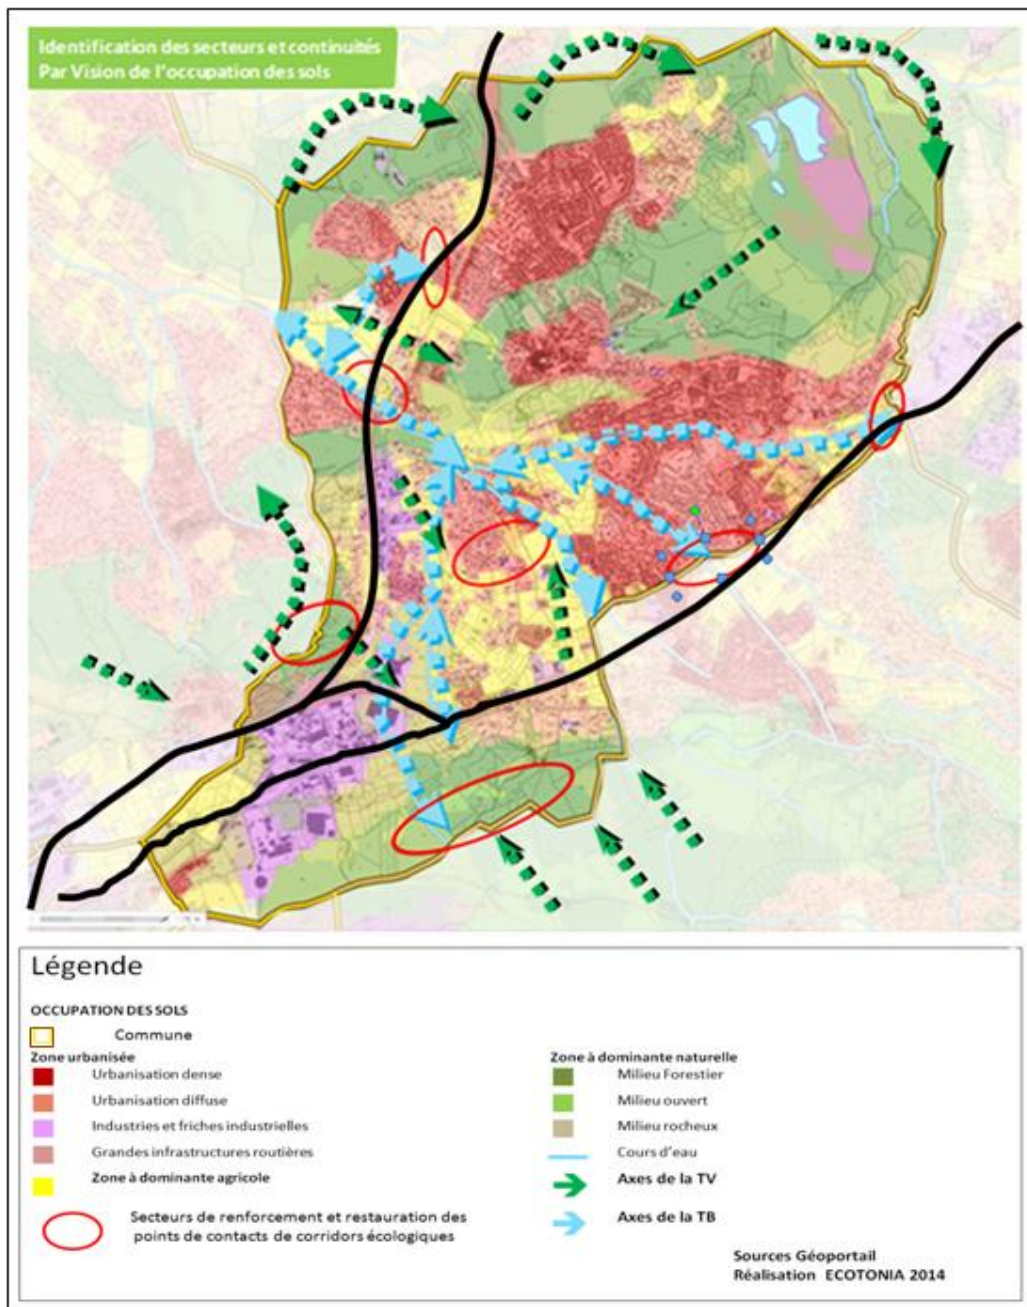 Identification des secteurs et continuités
Par Vision de l'occupation des sols
Légende
OCCUPATION DES SOLS
Commune
Zone urbanisée
Urbanisation dense
Urbanisation diffuse
Industries et friches industrielles
Grandes infrastructures routières
Zone à dominante agricole
Secteurs de renforcement et restauration des
points de contacts de corridors écologiques
Zone à dominante naturelle
Milieu Forestier
Milieu ouvert
Milieu rocheux
Cours d'eau
Axes de la TV
Axes de la TB
Sources Géoportail
Réalisation ECOTONIA 2014